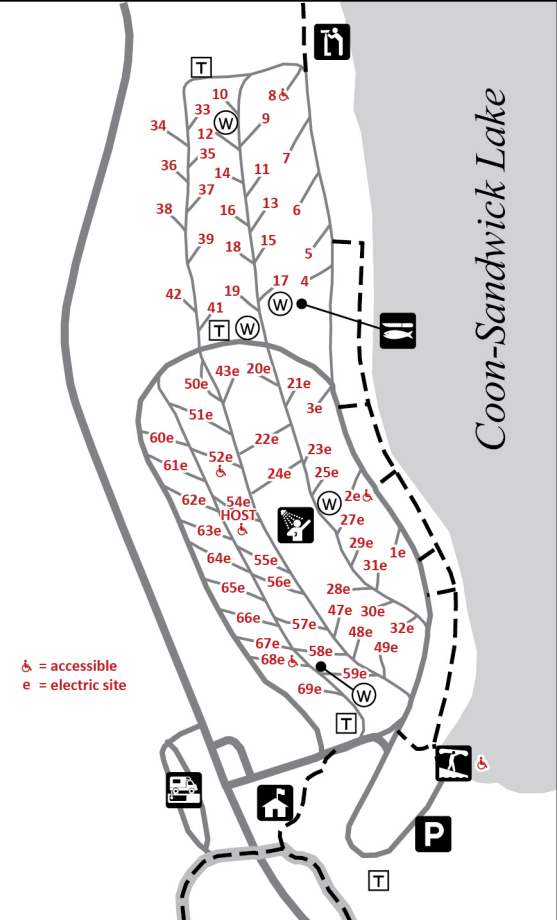 T
10
8
33
W
9
34
12
35
7
36
14
11
37
38
16
13
6
39
18
15
5
17
4
42
19
41
W
T
W
Coon-Sandwick Lake
43e
20e
50e
21e
3e
51e
60e
22e
52e
23e
61e
24e
25e
62e
54e
HOST
W
2e
63e
27e
29e
1e
64e
55e
31e
65e
56e
28e
47e
30e
66e
57e
48e
32e
67e
58e
49e
68e
59e
69e
W
T
= accessible
e = electric site
P
T